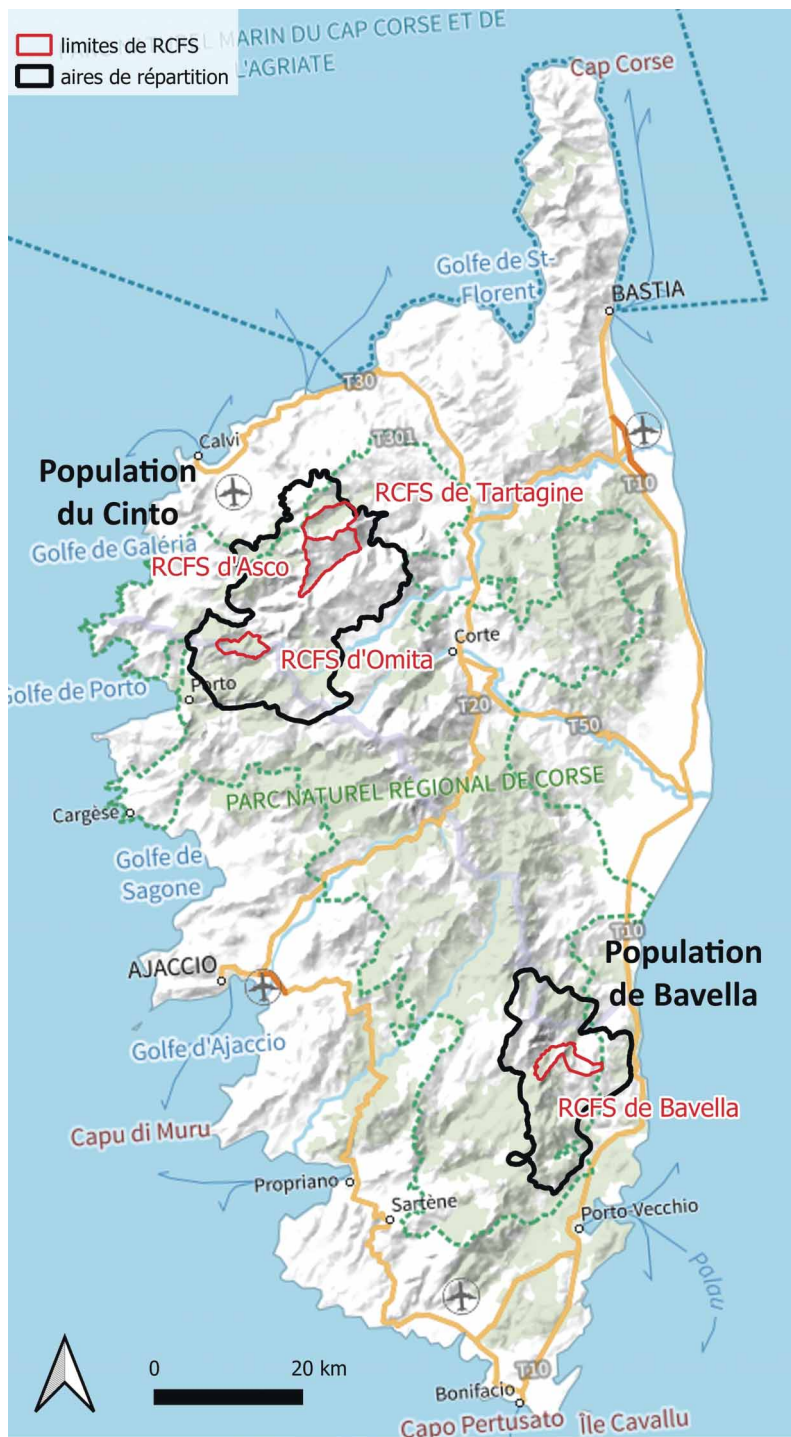 limites de RCFS
aires de répartition
PARC NATUREL MARIN DU CAP CORSE ET DE
L'AGRIATE
Cap Corse
Golfe de St-
Florent
BASTIA
T30
Calvi
T301
T10
Population
du Cinto
RCFS de Tartagine
Golfe de Galéria
RCFS d'Asco
RCFS d'Omita
Corte
Golfe de Porto
Porto
T20
T50
PARC NATUREL RÉGIONAL DE CORSE
Cargèse
Golfe de
Sagone
T10
Population
de Bavella
AJACCIO
Golfe d'Ajaccio
RCFS de Bavella
Capu di Muru
Propriano
Sartène
Porto-Vecchio
palau
0 20 km
T10
Bonifacio
Capo Pertusato
Île Cavallu